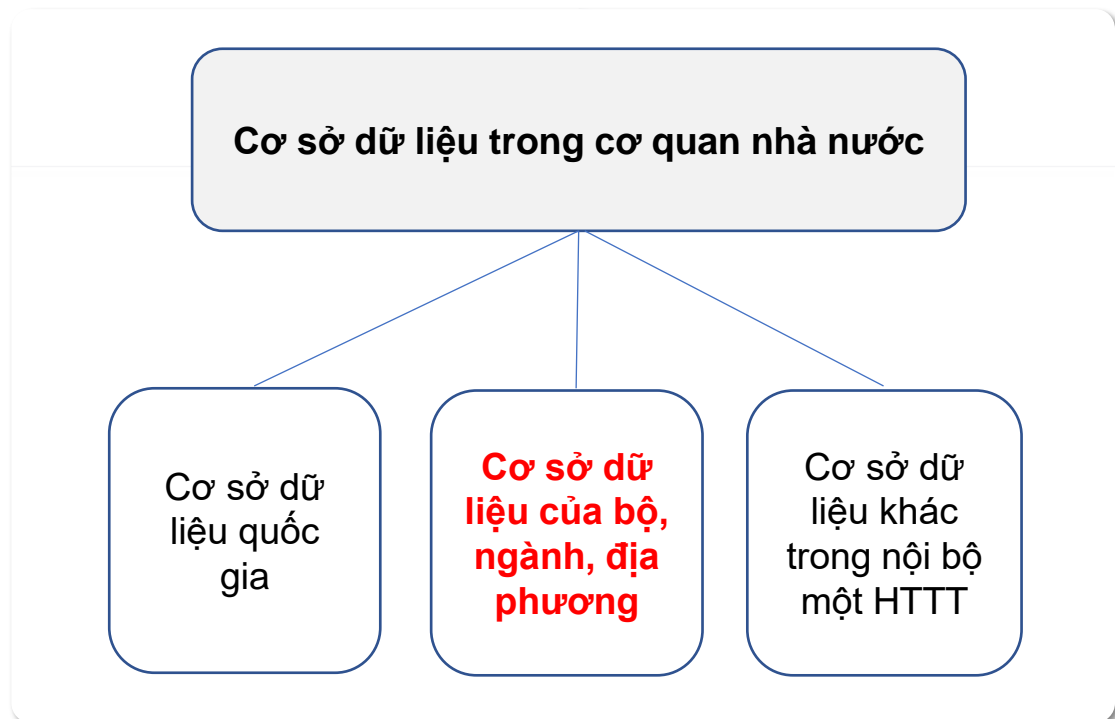 Cơ sở dữ liệu trong cơ quan nhà nước
Cơ sở dữ
liệu quốc
gia
Cơ sở dữ
liệu của bộ,
ngành, địa
phương
Cơ sở dữ
liệu khác
trong nội bộ
một HTTT